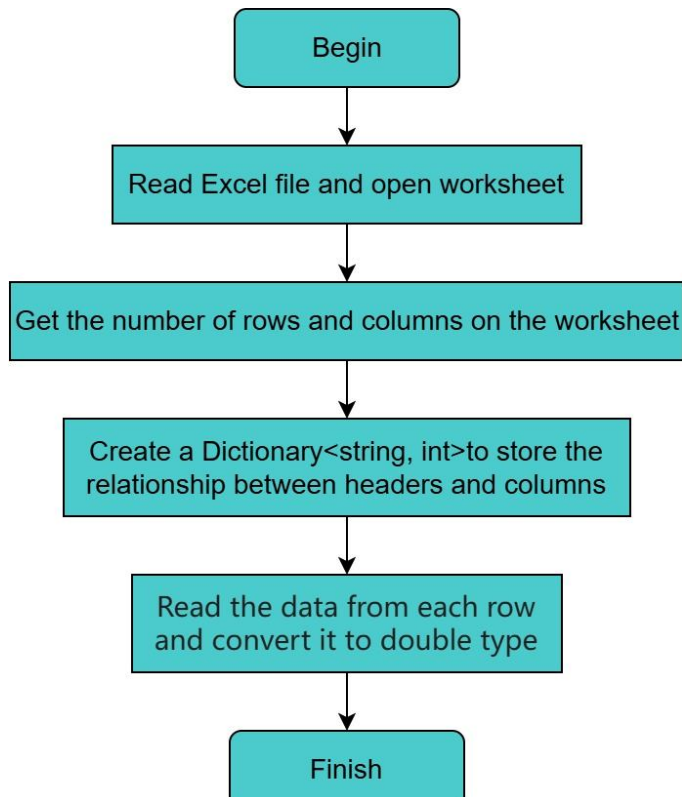 Begin
Read Excel file and open worksheet
Get the number of rows and columns on the worksheet
Create a Dictionary<string, int>to store the
relationship between headers and columns
Read the data from each row
and convert it to double type
Finish